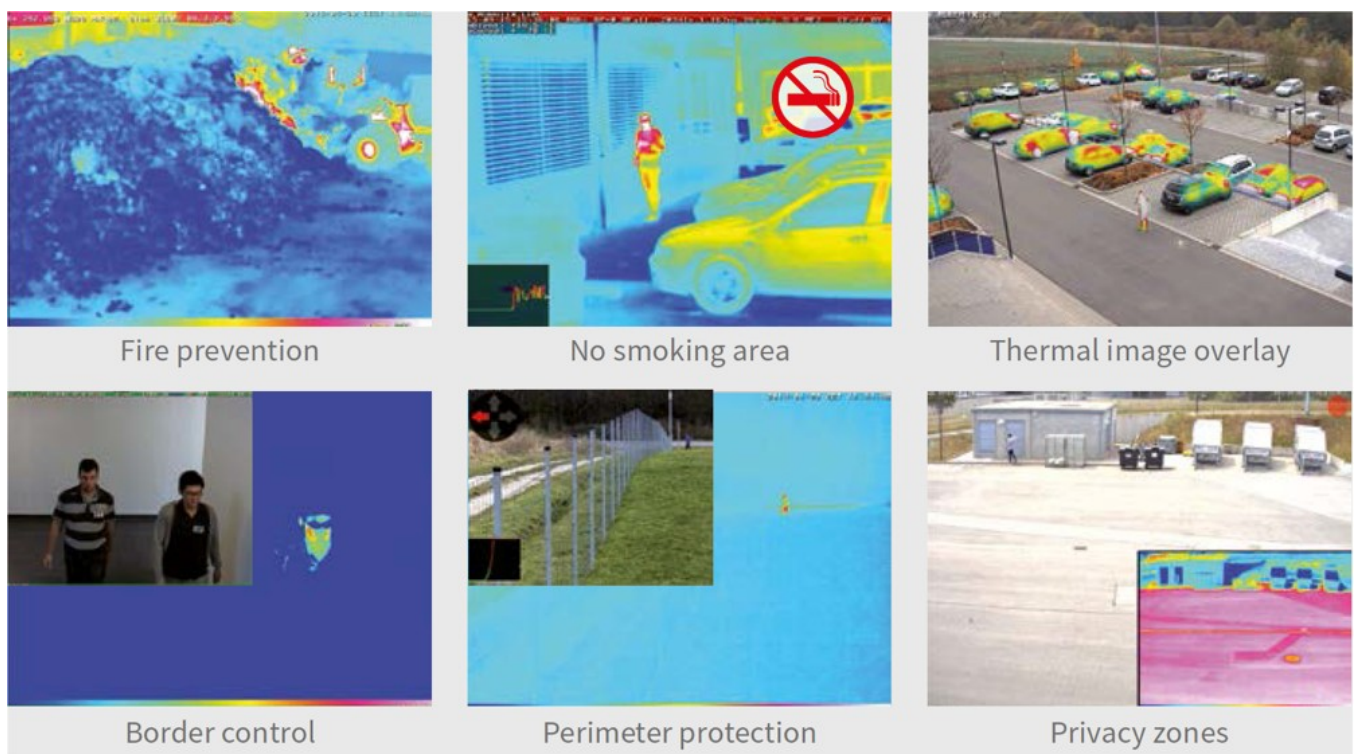 Fire prevention
No smoking area
Thermal image overlay
Border control
Perimeter protection
Privacy zones